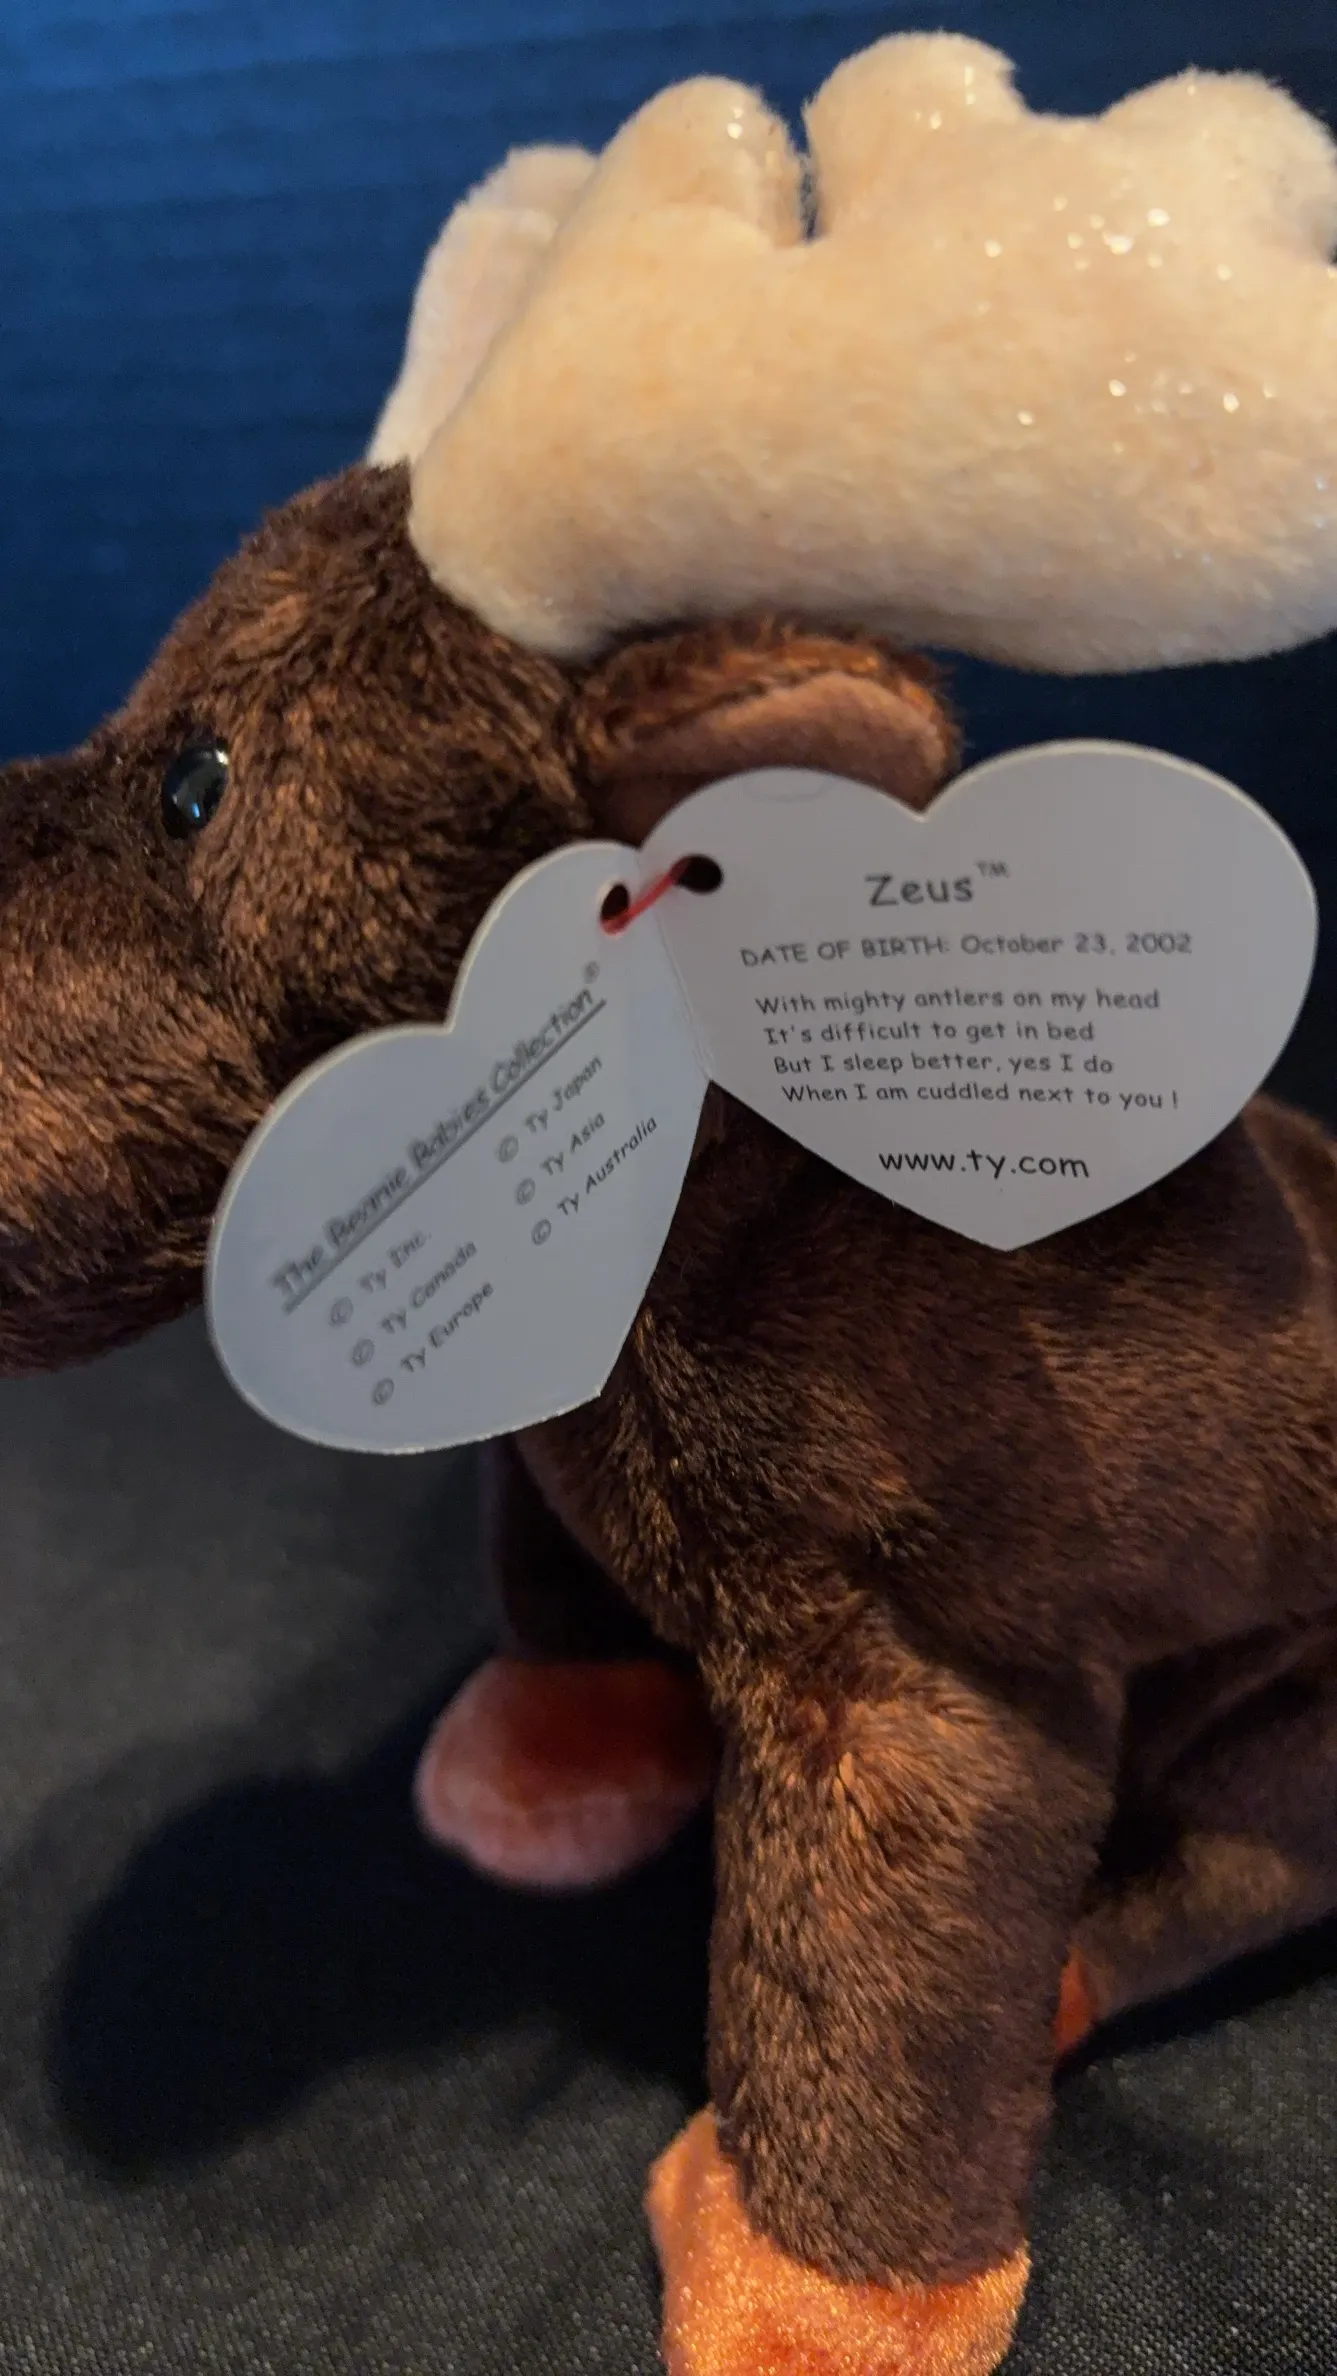 The Beanie Babies Collection®
© Ty Inc.
© Ty Canada
© Ty Europe
© Ty Japan
© Ty Asia
© Ty Australia
Zeus™
DATE OF BIRTH: October 23, 2002
With mighty antlers on my head
It's difficult to get in bed
But I sleep better, yes I do
When I am cuddled next to you !
www.ty.com